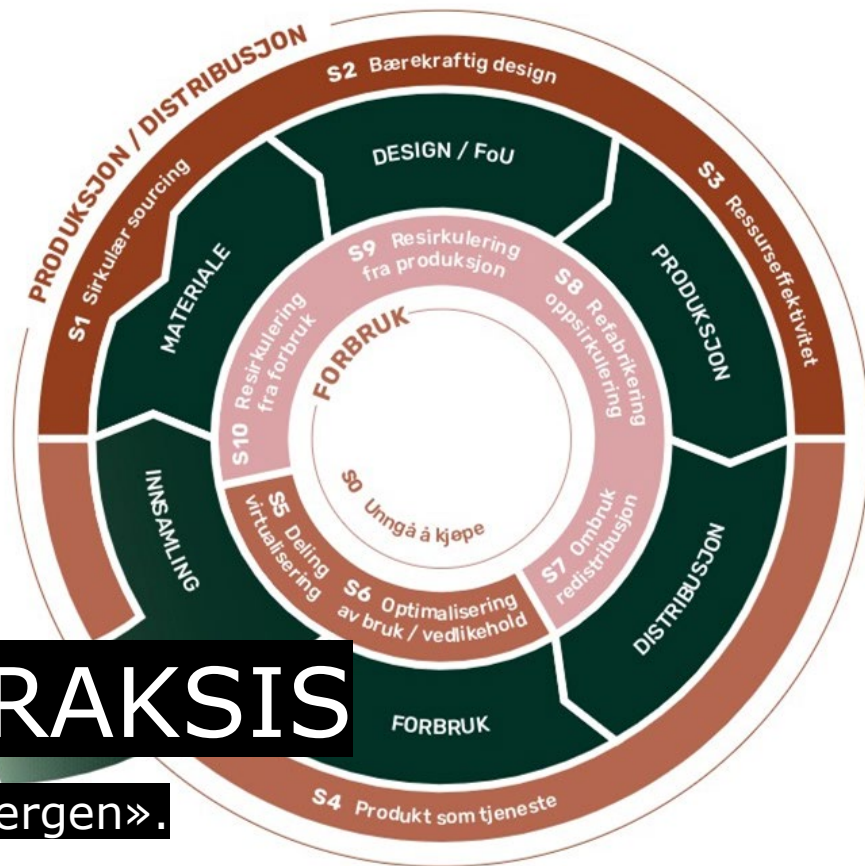 PRODUKSJON / DISTRIBUSJON
S1 Sirkulær sourcing
S2 Bærekraftig design
S3 Ressurseffektivitet
S4 Produkt som tjeneste
MATERIALE
DESIGN / FoU
PRODUKSJON
DISTRIBUSJON
FORBRUK
INNSAMLING
S10 Resirkulering
fra forbruk
S9 Resirkulering
fra produksjon
S8 Refabrikering
oppsirkulering
S7 Ombruk
redistribusjon
S6 Optimalisering
av bruk / vedlikehold
S5 Deling
virtualisering
FORBRUK
S0 Unngå å kjøpe
RAKSIS
ergen».